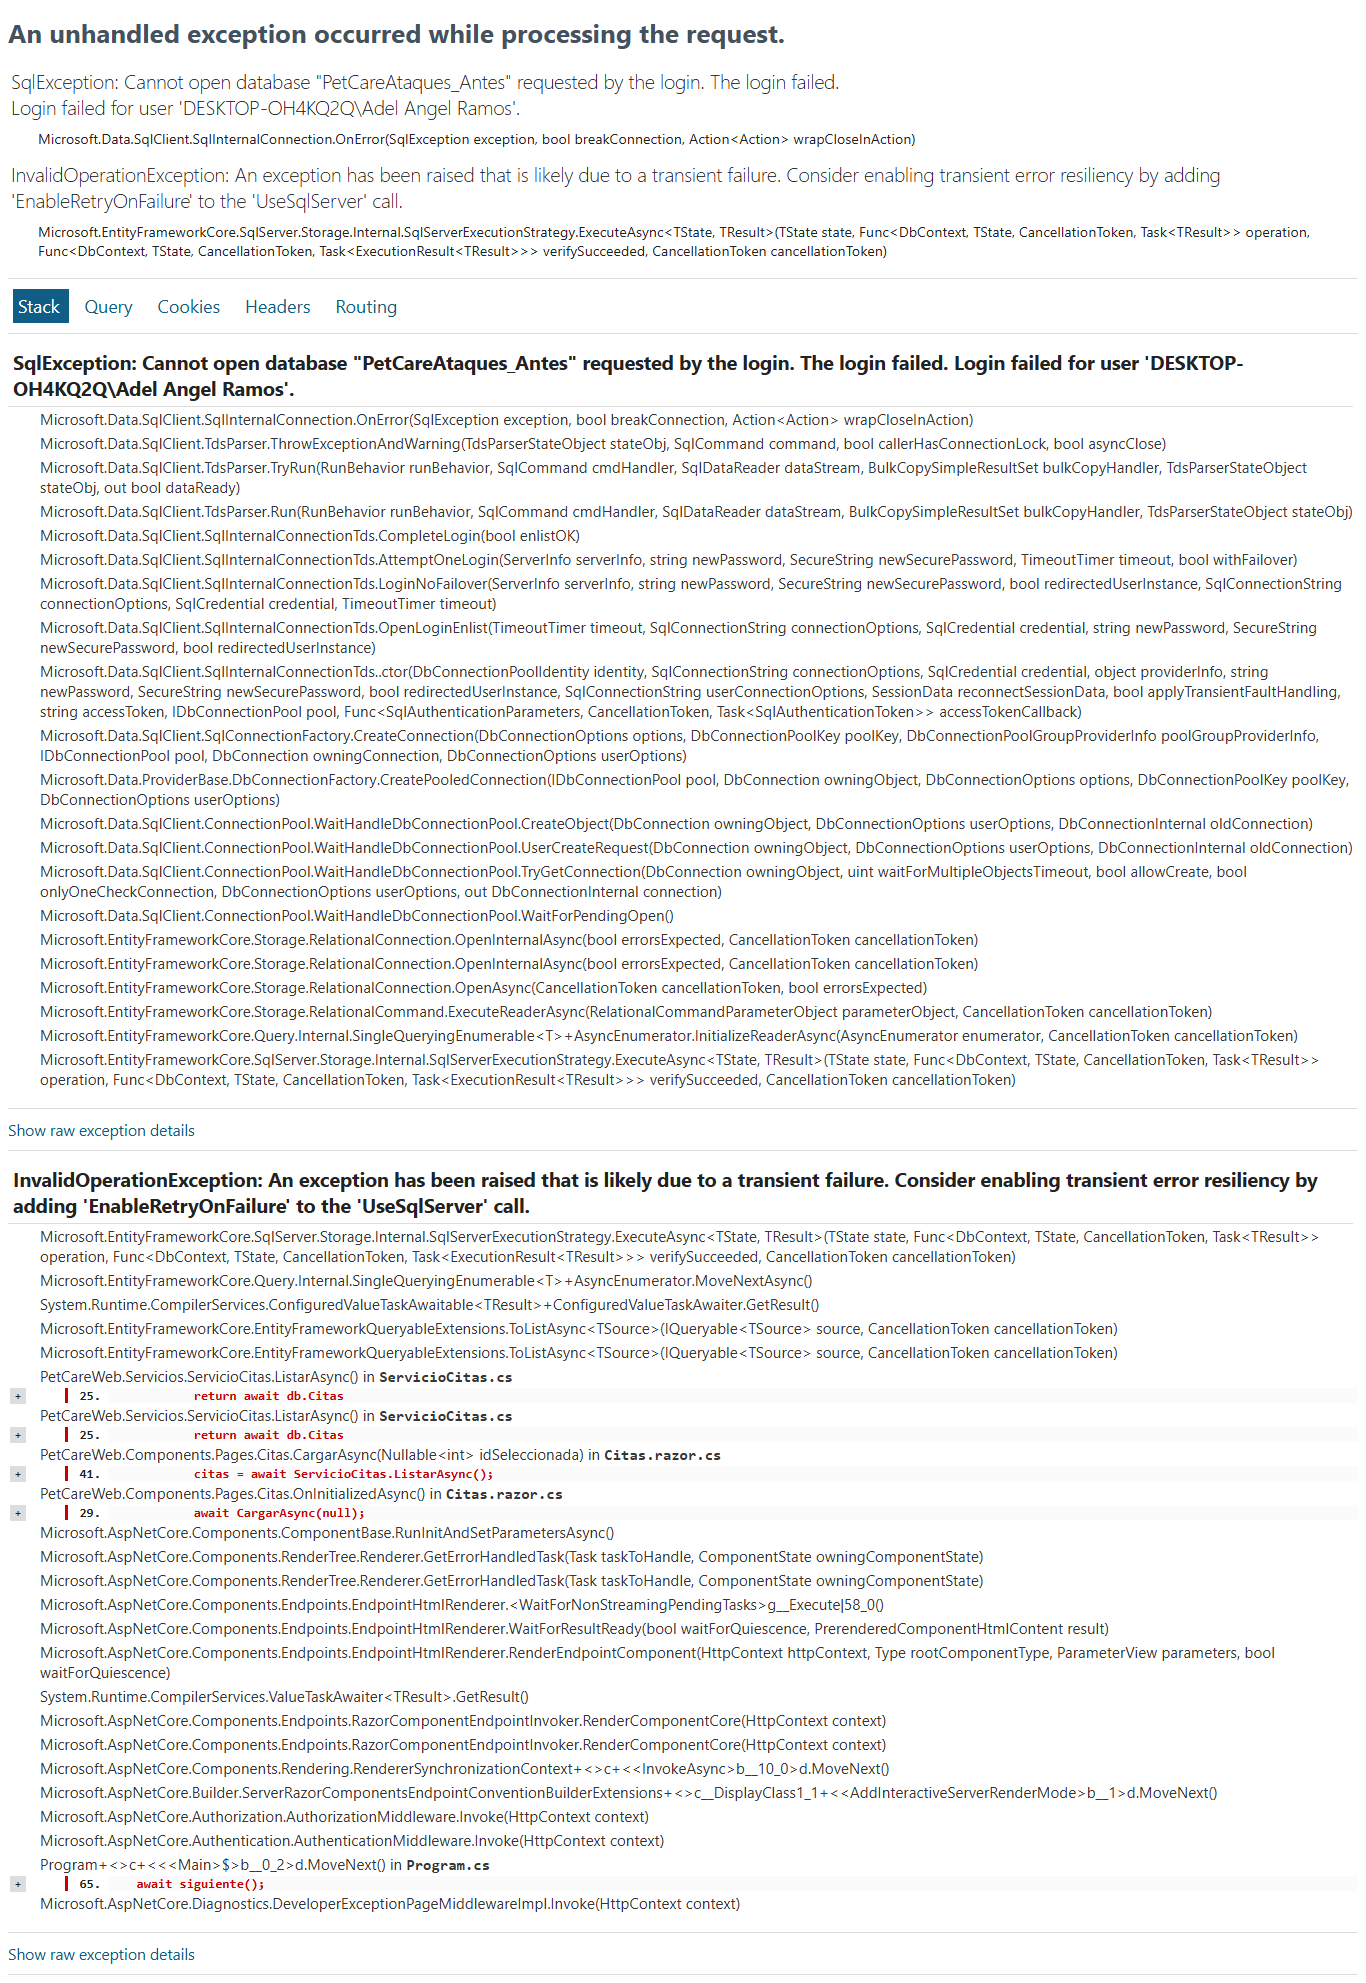 An unhandled exception occurred while processing the request.
SqlException: Cannot open database "PetCareAtaques_Antes" requested by the login. The login failed.
Login failed for user 'DESKTOP-OH4KQ2Q\Adel Angel Ramos'.
Microsoft.Data.SqlClient.SqlInternalConnection.OnError(SqlException exception, bool breakConnection, Action<Action> wrapCloseInAction)
InvalidOperationException: An exception has been raised that is likely due to a transient failure. Consider enabling transient error resiliency by adding
'EnableRetryOnFailure' to the 'UseSqlServer' call.
Microsoft.EntityFrameworkCore.SqlServer.Storage.Internal.SqlServerExecutionStrategy.ExecuteAsync<TState, TResult>(TState state, Func<DbContext, TState, CancellationToken, Task<TResult>> operation,
Func<DbContext, TState, CancellationToken, Task<ExecutionResult<TResult>>> verifySucceeded, CancellationToken cancellationToken)
Stack Query Cookies Headers Routing
SqlException: Cannot open database "PetCareAtaques_Antes" requested by the login. The login failed. Login failed for user 'DESKTOP-
OH4KQ2Q\Adel Angel Ramos'.
Microsoft.Data.SqlClient.SqlInternalConnection.OnError(SqlException exception, bool breakConnection, Action<Action> wrapCloseInAction)
Microsoft.Data.SqlClient.TdsParser.ThrowExceptionAndWarning(TdsParserStateObject stateObj, SqlCommand command, bool callerHasConnectionLock, bool asyncClose)
Microsoft.Data.SqlClient.TdsParser.TryRun(RunBehavior runBehavior, SqlCommand cmdHandler, SqlDataReader dataStream, BulkCopySimpleResultSet bulkCopyHandler, TdsParserStateObject
stateObj, out bool dataReady)
Microsoft.Data.SqlClient.TdsParser.Run(RunBehavior runBehavior, SqlCommand cmdHandler, SqlDataReader dataStream, BulkCopySimpleResultSet bulkCopyHandler, TdsParserStateObject stateObj)
Microsoft.Data.SqlClient.SqlInternalConnectionTds.CompleteLogin(bool enlistOK)
Microsoft.Data.SqlClient.SqlInternalConnectionTds.AttemptOneLogin(ServerInfo serverInfo, string newPassword, SecureString newSecurePassword, TimeoutTimer timeout, bool withFailover)
Microsoft.Data.SqlClient.SqlInternalConnectionTds.LoginNoFailover(ServerInfo serverInfo, string newPassword, SecureString newSecurePassword, bool redirectedUserInstance, SqlConnectionString
connectionOptions, SqlCredential credential, TimeoutTimer timeout)
Microsoft.Data.SqlClient.SqlInternalConnectionTds.OpenLoginEnlist(TimeoutTimer timeout, SqlConnectionString connectionOptions, SqlCredential credential, string newPassword, SecureString
newSecurePassword, bool redirectedUserInstance)
Microsoft.Data.SqlClient.SqlInternalConnectionTds..ctor(DbConnectionPoolIdentity identity, SqlConnectionString connectionOptions, SqlCredential credential, object providerInfo, string
newPassword, SecureString newSecurePassword, bool redirectedUserInstance, SqlConnectionString userConnectionOptions, SessionData reconnectSessionData, bool applyTransientFaultHandling,
string accessToken, IDbConnectionPool pool, Func<SqlAuthenticationParameters, CancellationToken, Task<SqlAuthenticationToken>> accessTokenCallback)
Microsoft.Data.SqlClient.SqlConnectionFactory.CreateConnection(DbConnectionOptions options, DbConnectionPoolKey poolKey, DbConnectionPoolGroupProviderInfo poolGroupProviderInfo,
IDbConnectionPool pool, DbConnection owningConnection, DbConnectionOptions userOptions)
Microsoft.Data.ProviderBase.DbConnectionFactory.CreatePooledConnection(IDbConnectionPool pool, DbConnection owningObject, DbConnectionOptions options, DbConnectionPoolKey poolKey,
DbConnectionOptions userOptions)
Microsoft.Data.SqlClient.ConnectionPool.WaitHandleDbConnectionPool.CreateObject(DbConnection owningObject, DbConnectionOptions userOptions, DbConnectionInternal oldConnection)
Microsoft.Data.SqlClient.ConnectionPool.WaitHandleDbConnectionPool.UserCreateRequest(DbConnection owningObject, DbConnectionOptions userOptions, DbConnectionInternal oldConnection)
Microsoft.Data.SqlClient.ConnectionPool.WaitHandleDbConnectionPool.TryGetConnection(DbConnection owningObject, uint waitForMultipleObjectsTimeout, bool allowCreate, bool
onlyOneCheckConnection, DbConnectionOptions userOptions, out DbConnectionInternal connection)
Microsoft.Data.SqlClient.ConnectionPool.WaitHandleDbConnectionPool.WaitForPendingOpen()
Microsoft.EntityFrameworkCore.Storage.RelationalConnection.OpenInternalAsync(bool errorsExpected, CancellationToken cancellationToken)
Microsoft.EntityFrameworkCore.Storage.RelationalConnection.OpenInternalAsync(bool errorsExpected, CancellationToken cancellationToken)
Microsoft.EntityFrameworkCore.Storage.RelationalConnection.OpenAsync(CancellationToken cancellationToken, bool errorsExpected)
Microsoft.EntityFrameworkCore.Storage.RelationalCommand.ExecuteReaderAsync(RelationalCommandParameterObject parameterObject, CancellationToken cancellationToken)
Microsoft.EntityFrameworkCore.Query.Internal.SingleQueryingEnumerable<T>+AsyncEnumerator.InitializeReaderAsync(AsyncEnumerator enumerator, CancellationToken cancellationToken)
Microsoft.EntityFrameworkCore.SqlServer.Storage.Internal.SqlServerExecutionStrategy.ExecuteAsync<TState, TResult>(TState state, Func<DbContext, TState, CancellationToken, Task<TResult>>
operation, Func<DbContext, TState, CancellationToken, Task<ExecutionResult<TResult>>> verifySucceeded, CancellationToken cancellationToken)
Show raw exception details
InvalidOperationException: An exception has been raised that is likely due to a transient failure. Consider enabling transient error resiliency by
adding 'EnableRetryOnFailure' to the 'UseSqlServer' call.
Microsoft.EntityFrameworkCore.SqlServer.Storage.Internal.SqlServerExecutionStrategy.ExecuteAsync<TState, TResult>(TState state, Func<DbContext, TState, CancellationToken, Task<TResult>>
operation, Func<DbContext, TState, CancellationToken, Task<ExecutionResult<TResult>>> verifySucceeded, CancellationToken cancellationToken)
Microsoft.EntityFrameworkCore.Query.Internal.SingleQueryingEnumerable<T>+AsyncEnumerator.MoveNextAsync()
System.Runtime.CompilerServices.ConfiguredValueTaskAwaitable<TResult>+ConfiguredValueTaskAwaiter.GetResult()
Microsoft.EntityFrameworkCore.EntityFrameworkQueryableExtensions.ToListAsync<TSource>(IQueryable<TSource> source, CancellationToken cancellationToken)
Microsoft.EntityFrameworkCore.EntityFrameworkQueryableExtensions.ToListAsync<TSource>(IQueryable<TSource> source, CancellationToken cancellationToken)
PetCareWeb.Servicios.ServicioCitas.ListarAsync() in ServicioCitas.cs
+ 25. return await db.Citas
PetCareWeb.Servicios.ServicioCitas.ListarAsync() in ServicioCitas.cs
+ 25. return await db.Citas
PetCareWeb.Components.Pages.Citas.CargarAsync(Nullable<int> idSeleccionada) in Citas.razor.cs
+ 41. citas = await ServicioCitas.ListarAsync();
PetCareWeb.Components.Pages.Citas.OnInitializedAsync() in Citas.razor.cs
+ 29. await CargarAsync(null);
Microsoft.AspNetCore.Components.ComponentBase.RunInitAndSetParametersAsync()
Microsoft.AspNetCore.Components.RenderTree.Renderer.GetErrorHandledTask(Task taskToHandle, ComponentState owningComponentState)
Microsoft.AspNetCore.Components.RenderTree.Renderer.GetErrorHandledTask(Task taskToHandle, ComponentState owningComponentState)
Microsoft.AspNetCore.Components.Endpoints.EndpointHtmlRenderer.<WaitForNonStreamingPendingTasks>g__Execute|58_0()
Microsoft.AspNetCore.Components.Endpoints.EndpointHtmlRenderer.WaitForResultReady(bool waitForQuiescence, PrerenderedComponentHtmlContent result)
Microsoft.AspNetCore.Components.Endpoints.EndpointHtmlRenderer.RenderEndpointComponent(HttpContext httpContext, Type rootComponentType, ParameterView parameters, bool
waitForQuiescence)
System.Runtime.CompilerServices.ValueTaskAwaiter<TResult>.GetResult()
Microsoft.AspNetCore.Components.Endpoints.RazorComponentEndpointInvoker.RenderComponentCore(HttpContext context)
Microsoft.AspNetCore.Components.Endpoints.RazorComponentEndpointInvoker.RenderComponentCore(HttpContext context)
Microsoft.AspNetCore.Components.Rendering.RendererSynchronizationContext+<>c+<<InvokeAsync>b__10_0>d.MoveNext()
Microsoft.AspNetCore.Builder.ServerRazorComponentsEndpointConventionBuilderExtensions+<>c__DisplayClass1_1+<<AddInteractiveServerRenderMode>b__1>d.MoveNext()
Microsoft.AspNetCore.Authorization.AuthorizationMiddleware.Invoke(HttpContext context)
Microsoft.AspNetCore.Authentication.AuthenticationMiddleware.Invoke(HttpContext context)
Program+<>c+<<<Main>$>b__0_2>d.MoveNext() in Program.cs
+ 65. await siguiente();
Microsoft.AspNetCore.Diagnostics.DeveloperExceptionPageMiddlewareImpl.Invoke(HttpContext context)
Show raw exception details